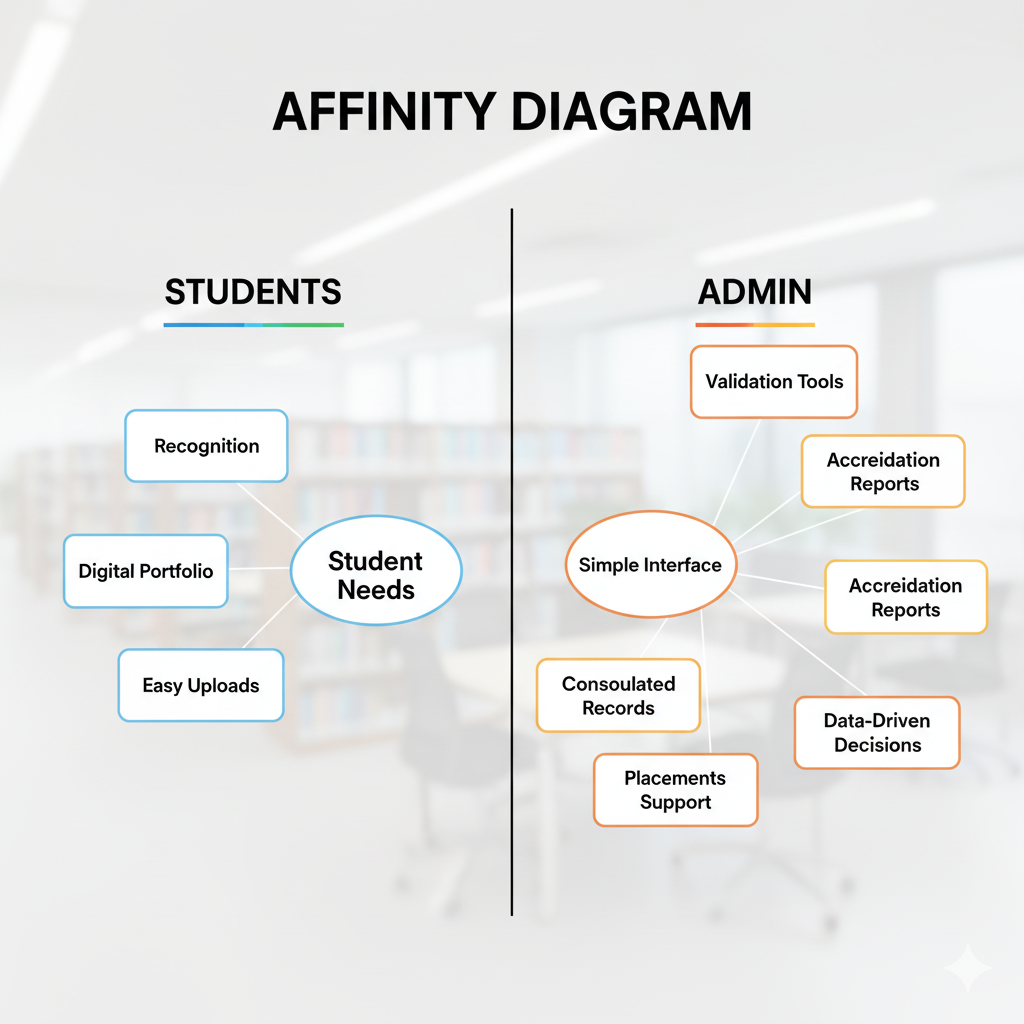 AFFINITY DIAGRAM
STUDENTS
Recognition
Digital Portfolio
Student
Needs
Easy Uploads
ADMIN
Validation Tools
Accreidation
Reports
Simple Interface
Accreidation
Reports
Consoulated
Records
Data-Driven
Decisions
Placements
Support